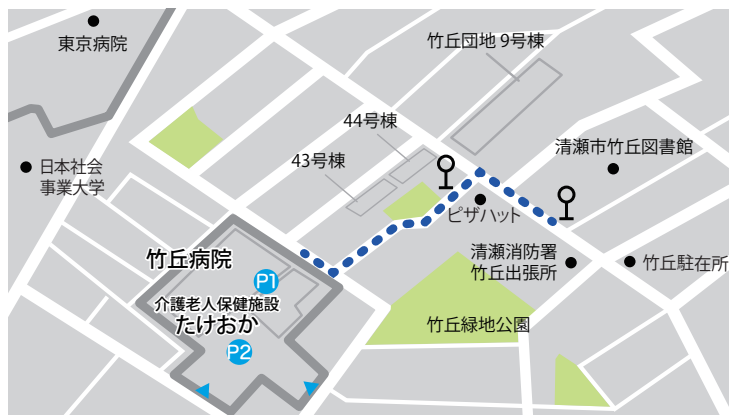 東京病院
竹丘団地 9号棟
44号棟
43号棟
清瀬市竹丘図書館
日本社会
事業大学
ピザハット
竹丘病院
清瀬消防署
竹丘出張所
竹丘駐在所
P1
介護老人保健施設
たけおか
竹丘緑地公園
P2